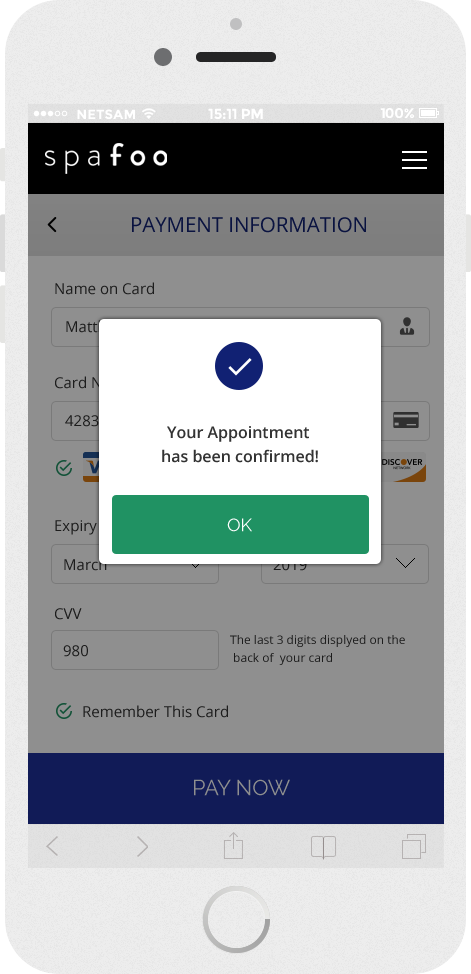 NETSAM 15:11 PM 100%
spafoo
PAYMENT INFORMATION
Name on Card
Matt
Card N
4283
DISCOVER
NETWORK
Your Appointment
has been confirmed!
OK
Expiry
March 2019
CVV
980
The last 3 digits displyed on the
back of your card
Remember This Card
PAY NOW